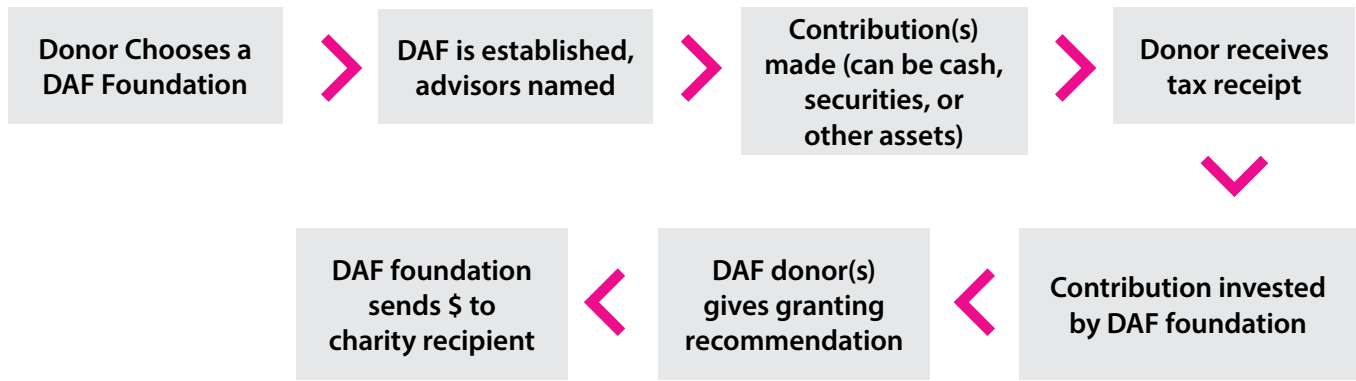 Donor Chooses a
DAF Foundation
DAF is established,
advisors named
Contribution(s)
made (can be cash,
securities, or
other assets)
Donor receives
tax receipt
Contribution invested
by DAF foundation
DAF donor(s)
gives granting
recommendation
DAF foundation
sends $ to
charity recipient